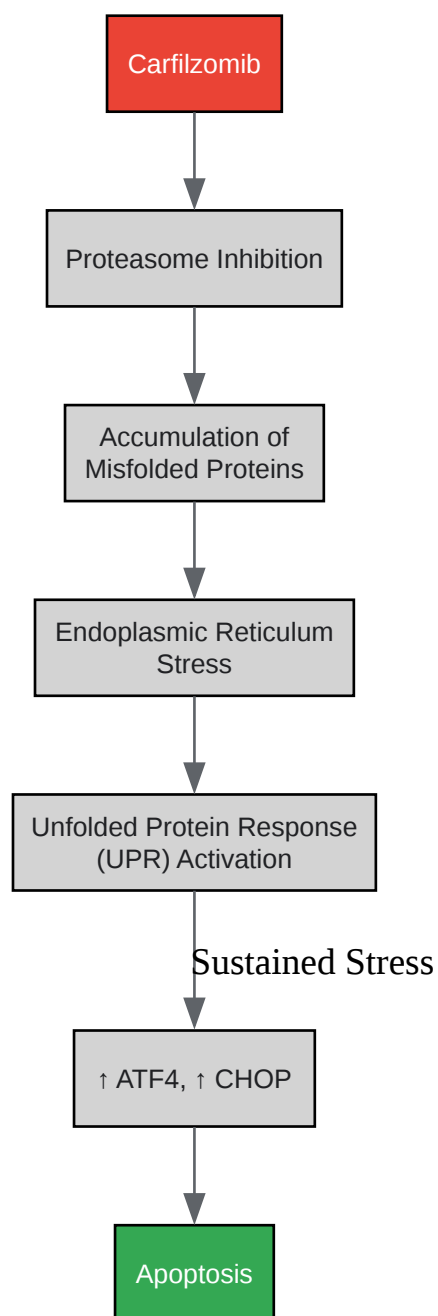 Carfilzomib
Proteasome Inhibition
Accumulation of
Misfolded Proteins
Endoplasmic Reticulum
Stress
Unfolded Protein Response
(UPR) Activation
Sustained Stress
↑ ATF4, ↑ CHOP
Apoptosis